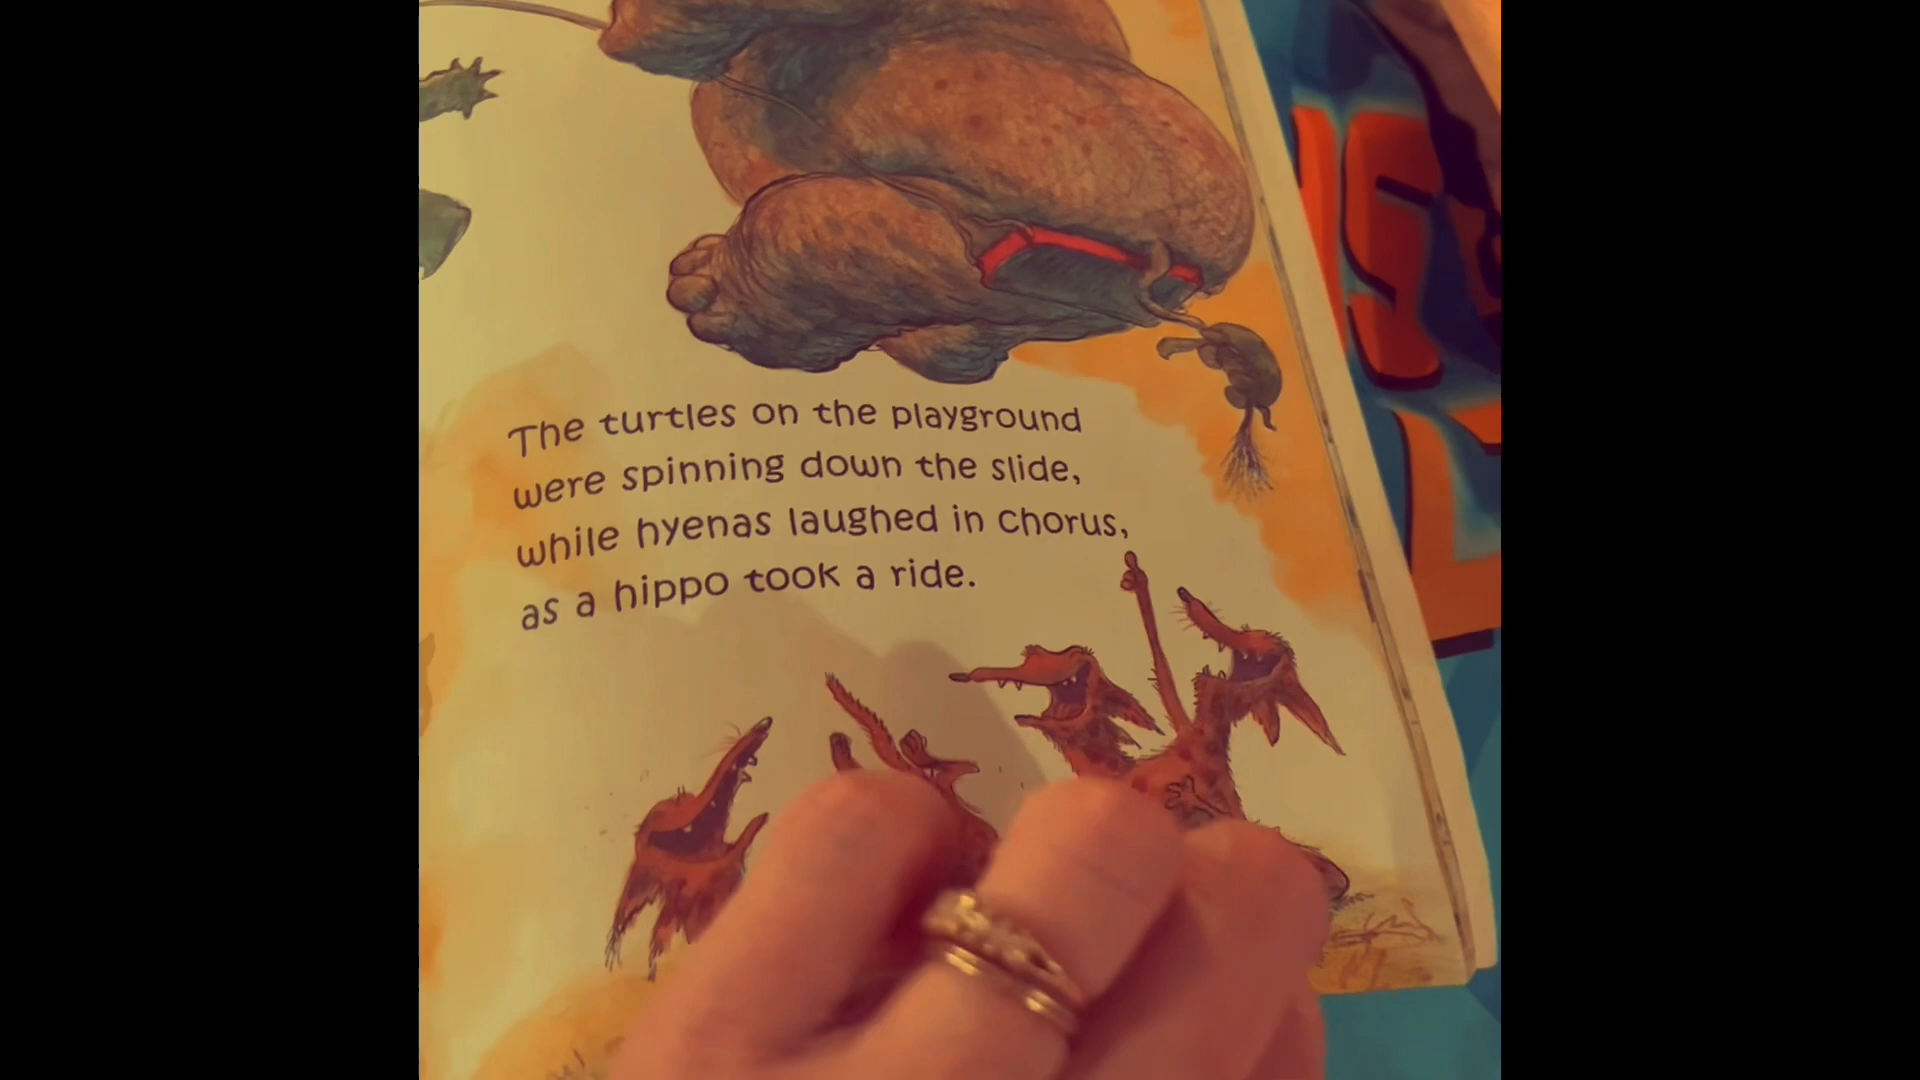 The turtles on the playground
were spinning down the slide,
while hyenas laughed in chorus,
as a hippo took a ride.